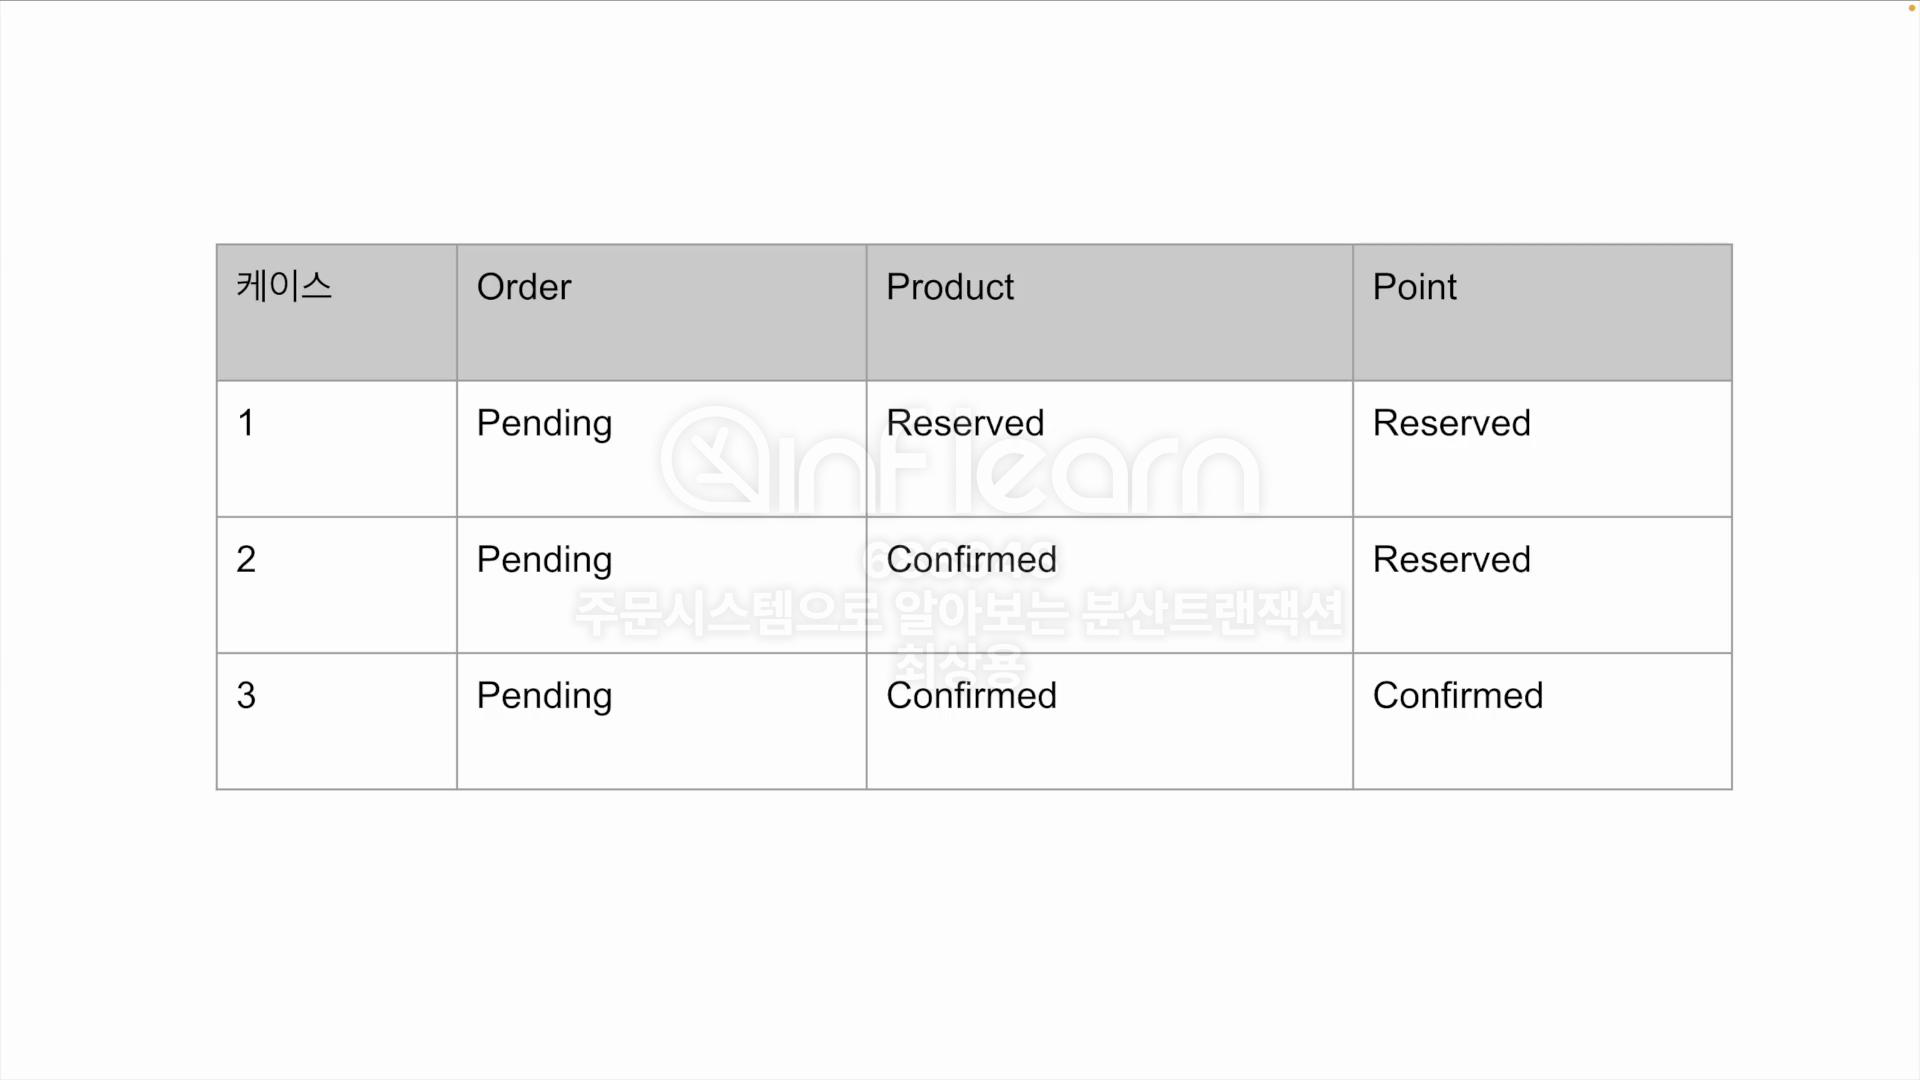 케이스 Order Product Point
1 Pending Reserved Reserved
inflearn
2 Pending Confirmed Reserved
주문시스템으로 알아보는 분산트랜잭션
최상용
3 Pending Confirmed Confirmed